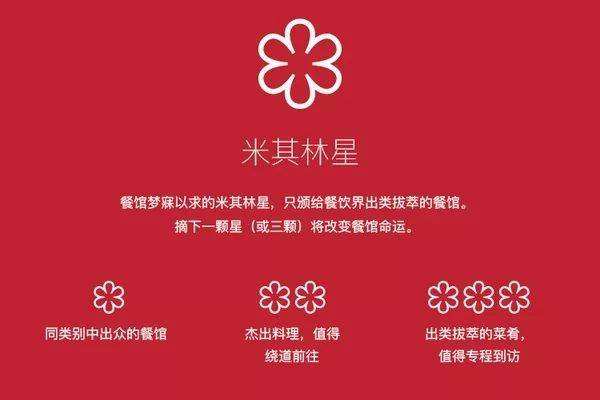 米其林星
餐馆梦寐以求的米其林星，只颁给餐饮界出类拔萃的餐馆。
摘下一颗星（或三颗）将改变餐馆命运。
同类别中出众的餐馆
杰出料理，值得
绕道前往
出类拔萃的菜肴，
值得专程到访